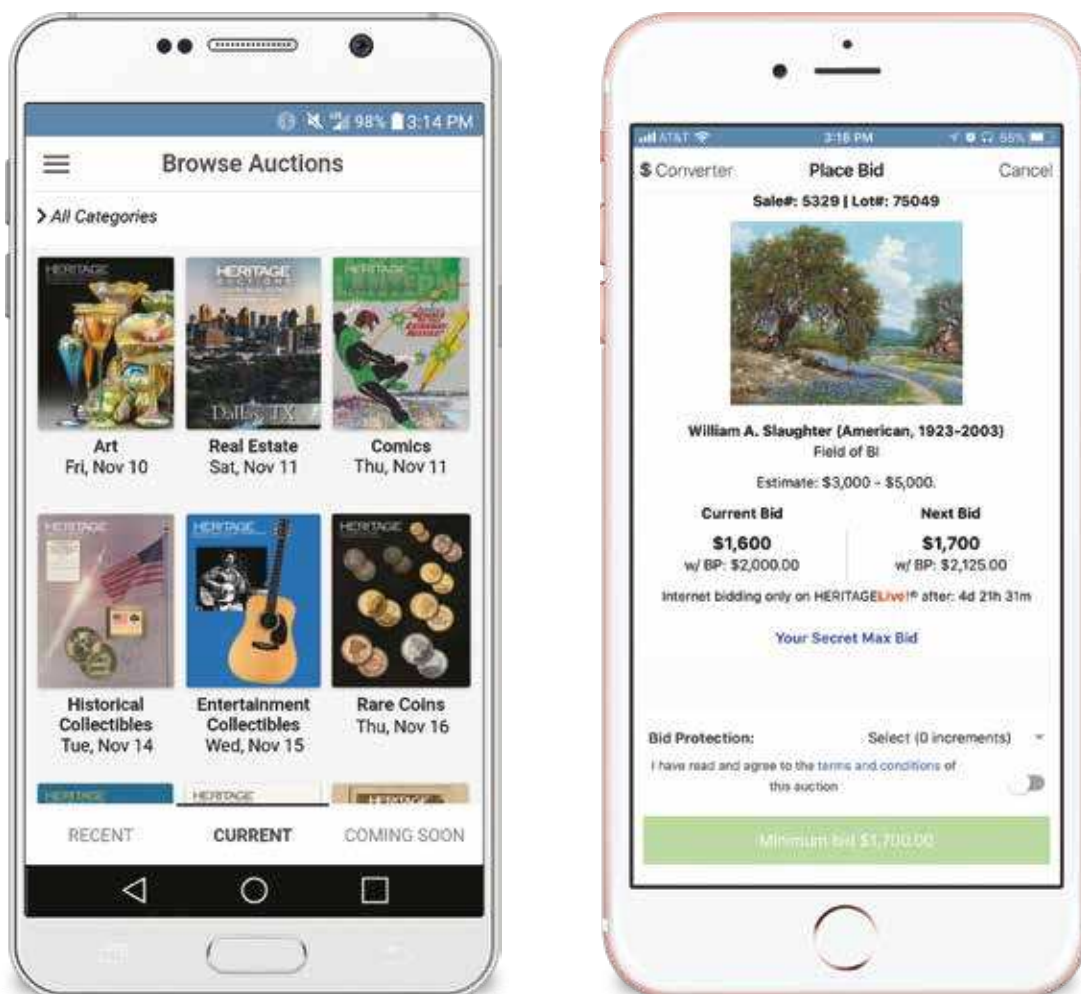 98% 3:14 PM
Browse Auctions
All Categories
HERITAGE
HERITAGE
AUCTIONS
Dallas, TX
HERITAGE
Art
Fri, Nov 10
Real Estate
Sat, Nov 11
Comics
Thu, Nov 11
HERITAGE
HERITAGE
HERITAGE
Historical
Collectibles
Tue, Nov 14
Entertainment
Collectibles
Wed, Nov 15
Rare Coins
Thu, Nov 16
HERITAGE
HERITAGE
HERITAGE
RECENT
CURRENT
COMING SOON
AT&T
3:18 PM
55%
$ Converter
Place Bid
Cancel
Sale#: 5329 | Lot#: 75049
William A. Slaughter (American, 1923-2003)
Field of Bl
Estimate: $3,000 - $5,000.
Current Bid
Next Bid
$1,600
$1,700
w/ BP: $2,000.00
w/ BP: $2,125.00
Internet bidding only on HERITAGELive!® after: 4d 21h 31m
Your Secret Max Bid
Bid Protection:
Select (0 increments)
I have read and agree to the terms and conditions of
this auction
Minimum bid $1,700.00